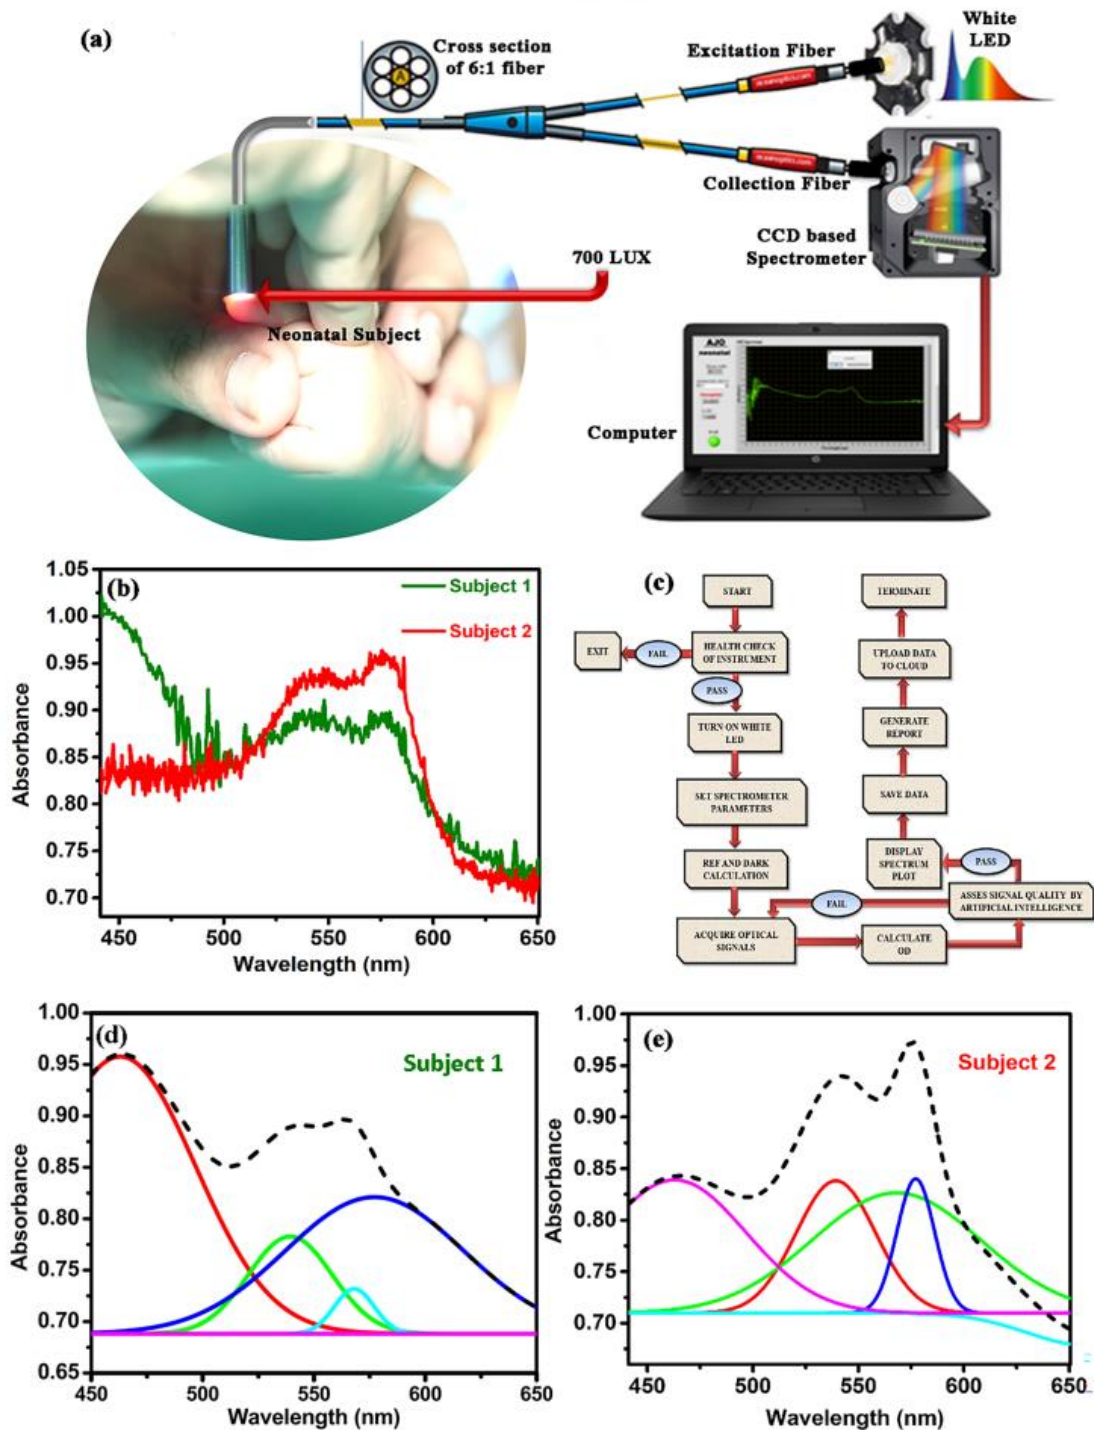 (a)
Cross section
of 6:1 fiber
A
Excitation Fiber
White
LED
Collection Fiber
CCD based
Spectrometer
700 LUX
Neonatal Subject
Computer
AJO
neonatal
(b)
Subject 1
Subject 2
1.05
1.00
0.95
0.90
0.85
0.80
0.75
0.70
Absorbance
450 500 550 600 650
Wavelength (nm)
(c)
START
HEALTH CHECK
OF INSTRUMENT
FAIL
EXIT
PASS
TURN ON WHITE
LED
SET SPECTROMETER
PARAMETERS
REF AND DARK
CALCULATION
ACQUIRE OPTICAL
SIGNALS
CALCULATE
OD
ASSES SIGNAL QUALITY BY
ARTIFICIAL INTELLIGENCE
FAIL
PASS
DISPLAY
SPECTRUM
PLOT
SAVE DATA
GENERATE
REPORT
UPLOAD DATA
TO CLOUD
TERMINATE
(d)
Subject 1
1.00
0.95
0.90
0.85
0.80
0.75
0.70
0.65
Absorbance
450 500 550 600 650
Wavelength (nm)
(e)
Subject 2
1.00
0.95
0.90
0.85
0.80
0.75
0.70
Absorbance
450 500 550 600 650
Wavelength (nm)